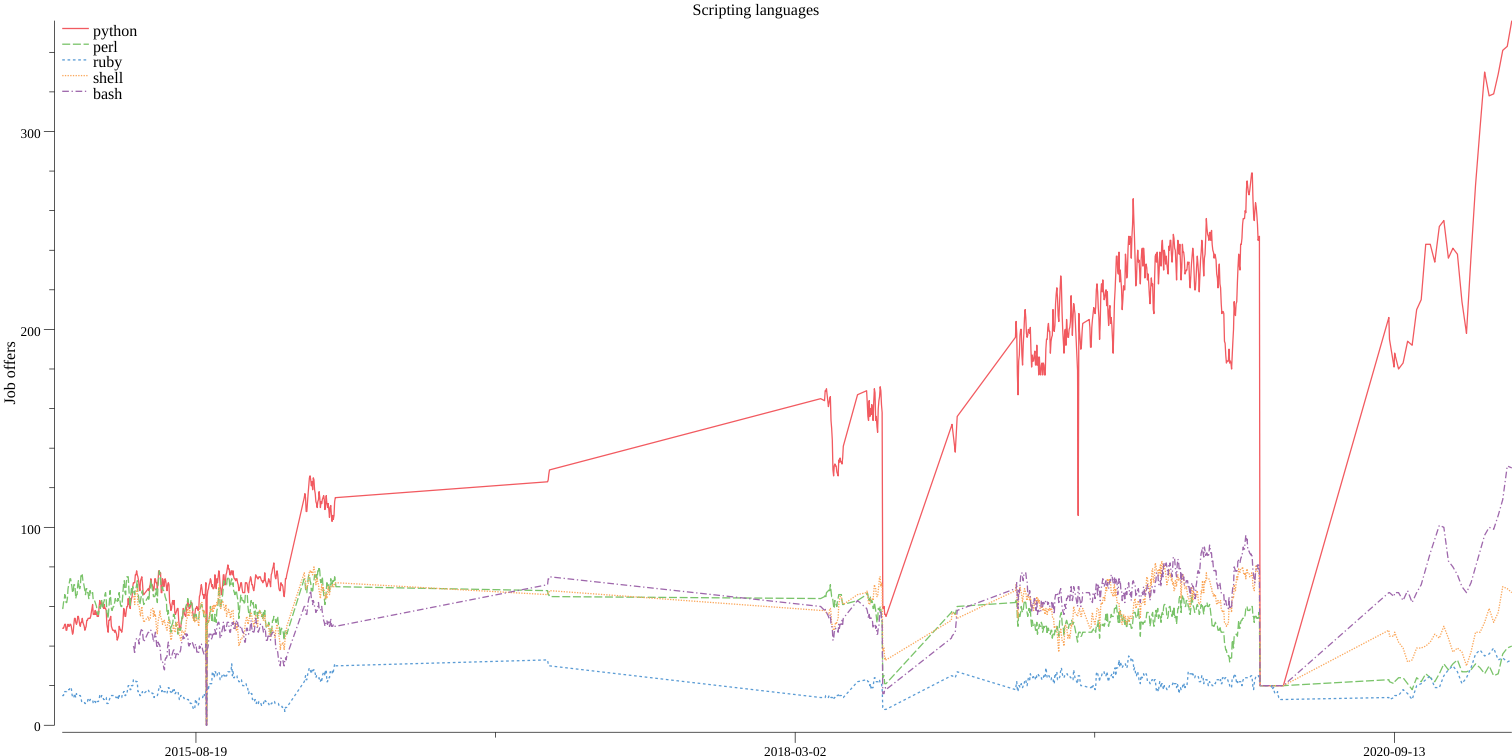 Scripting languages
python
perl
ruby
shell
bash
300
200
100
0
Job offers
2015-08-19
2018-03-02
2020-09-13